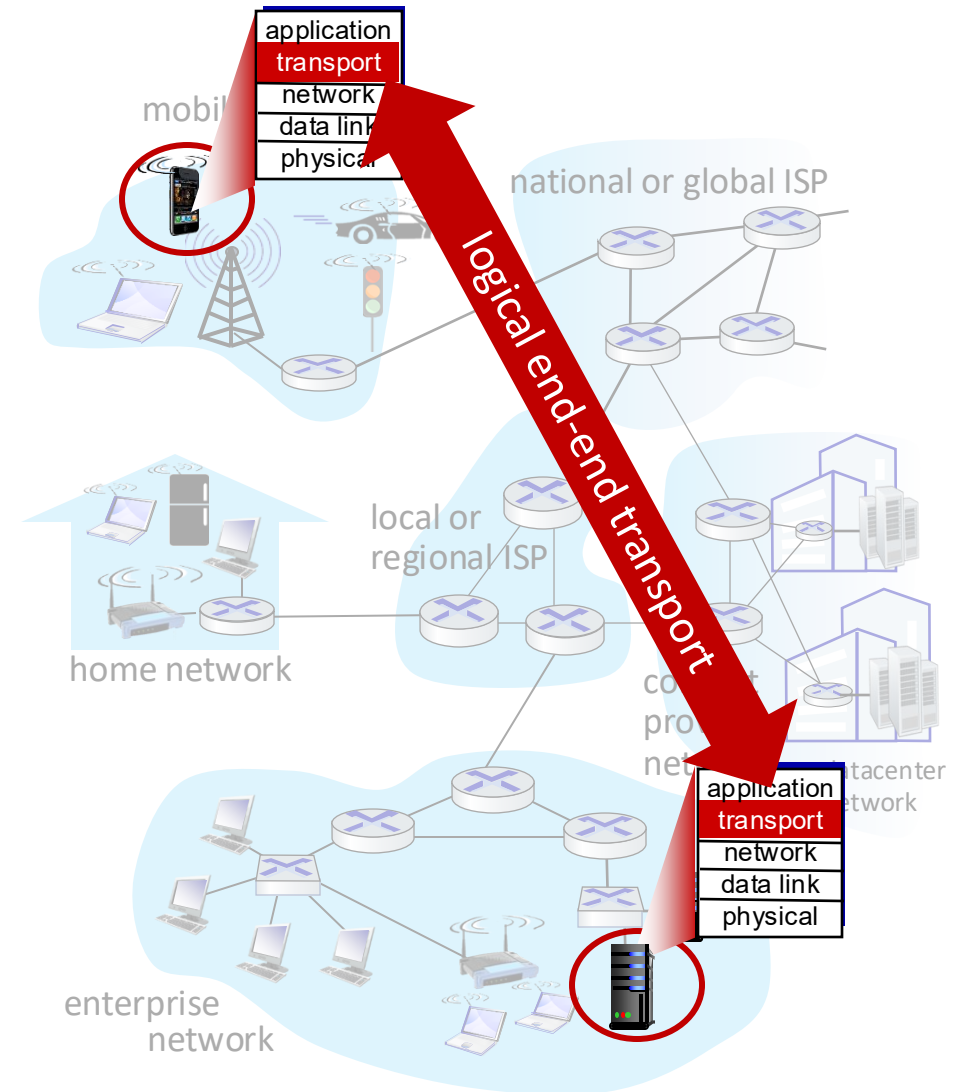 application
transport
network
data link
physical
national or global ISP
logical end-end transport
local or
regional ISP
home network
application
transport
network
data link
physical
enterprise
network